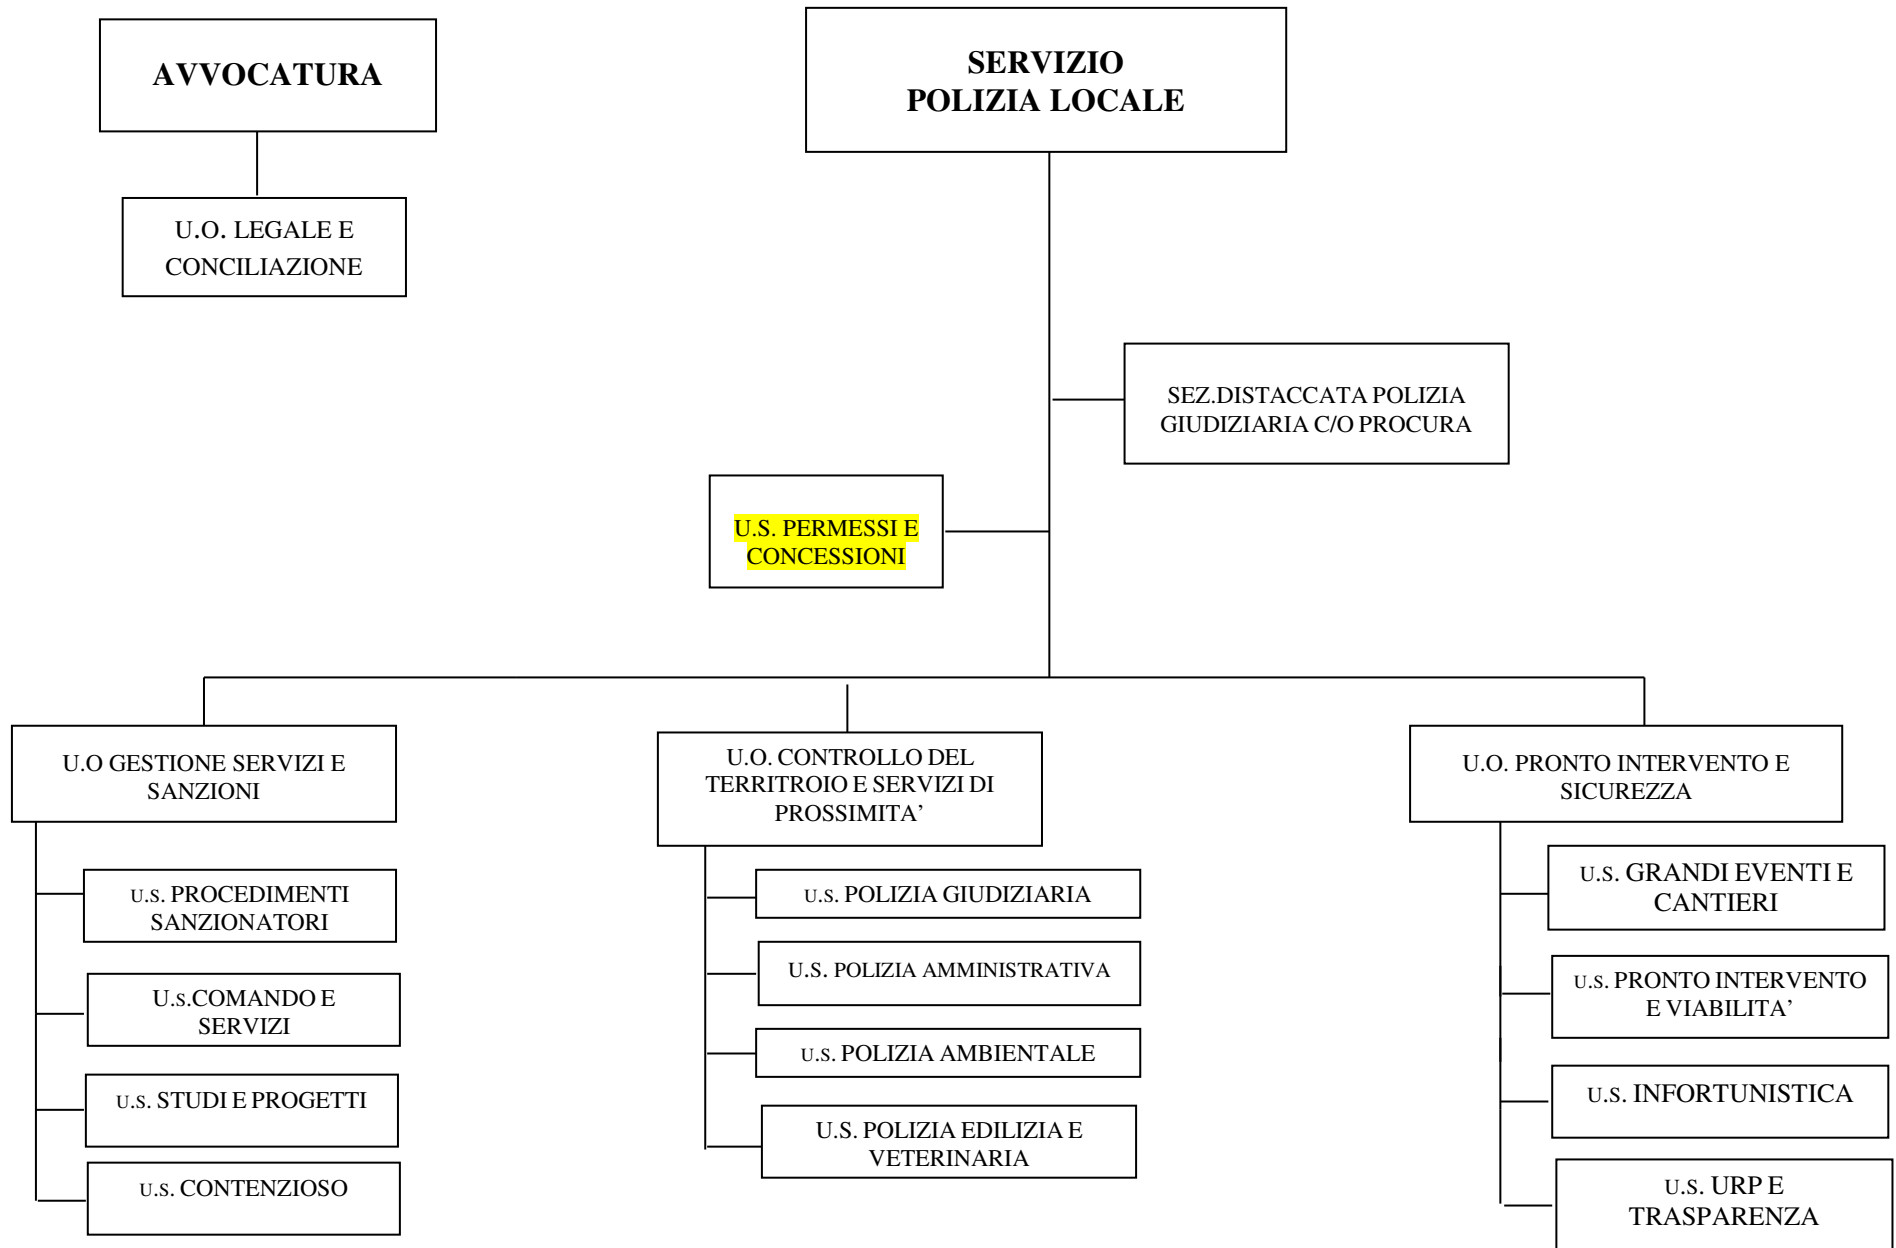 AVVOCATURA
U.O. LEGALE E
CONCILIAZIONE
SERVIZIO
POLIZIA LOCALE
SEZ.DISTACCATA POLIZIA
GIUDIZIARIA C/O PROCURA
U.S. PERMESSI E
CONCESSIONI
U.O GESTIONE SERVIZI E
SANZIONI
U.S. PROCEDIMENTI
SANZIONATORI
U.S.COMANDO E
SERVIZI
U.S. STUDI E PROGETTI
U.S. CONTENZIOSO
U.O. CONTROLLO DEL
TERRITROIO E SERVIZI DI
PROSSIMITA’
U.S. POLIZIA GIUDIZIARIA
U.S. POLIZIA AMMINISTRATIVA
U.S. POLIZIA AMBIENTALE
U.S. POLIZIA EDILIZIA E
VETERINARIA
U.O. PRONTO INTERVENTO E
SICUREZZA
U.S. GRANDI EVENTI E
CANTIERI
U.S. PRONTO INTERVENTO
E VIABILITA’
U.S. INFORTUNISTICA
U.S. URP E
TRASPARENZA